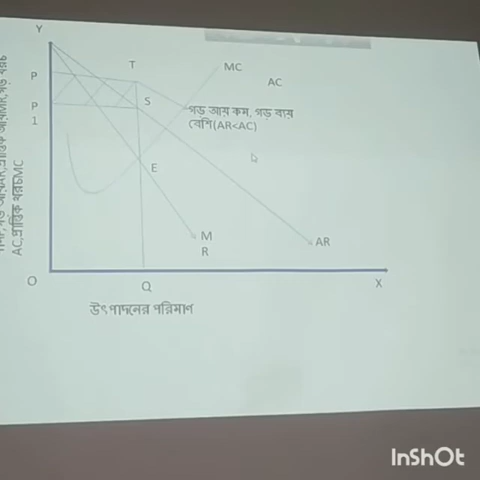 Y
T
MC
AC
P
S
P
1
গড় আয় কম, গড় ব্যয়
বেশি(AR<AC)
E
M
R
AR
O
Q
X
উৎপাদনের পরিমাণ
AC,প্রান্তিক খরচMC
InShOt